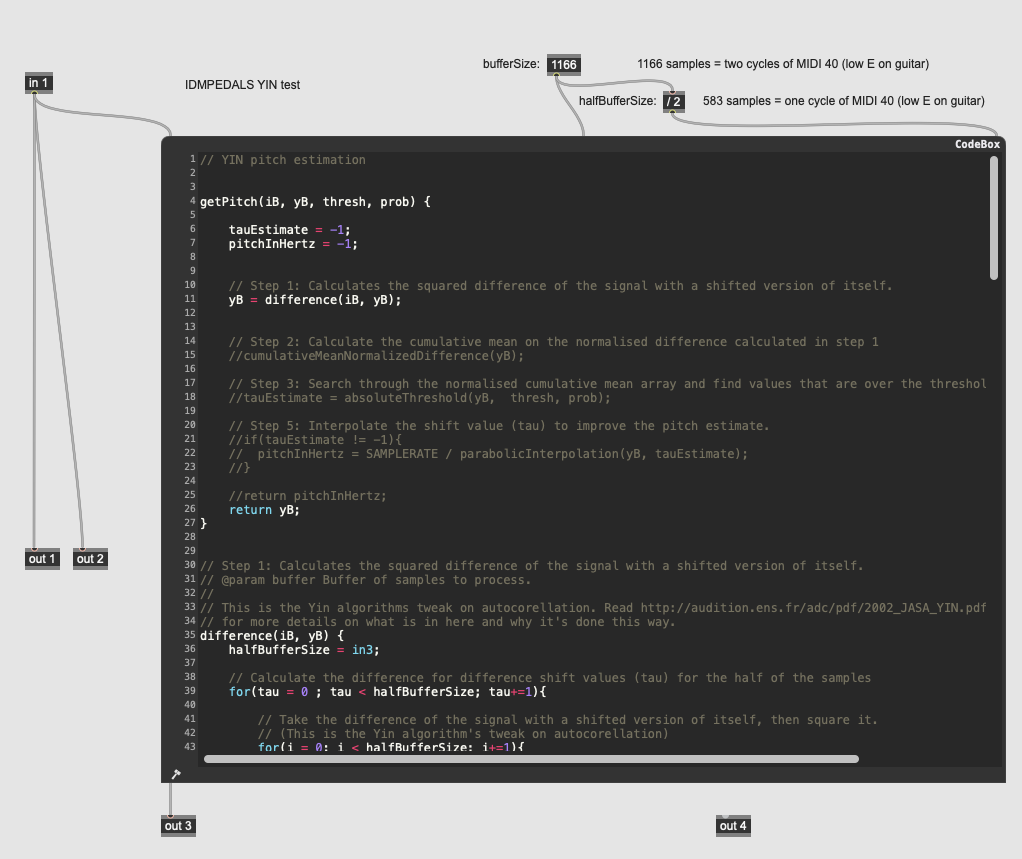 bufferSize: 1166 1166 samples = two cycles of MIDI 40 (low E on guitar)
in 1 IDMPEDALS YIN test
halfBufferSize: / 2 583 samples = one cycle of MIDI 40 (low E on guitar)
CodeBox
1 // YIN pitch estimation
2
3
4 getPitch(iB, yB, thresh, prob) {
5
6 tauEstimate = -1;
7 pitchInHertz = -1;
8
9
10 // Step 1: Calculates the squared difference of the signal with a shifted version of itself.
11 yB = difference(iB, yB);
12
13
14 // Step 2: Calculate the cumulative mean on the normalised difference calculated in step 1
15 //cumulativeMeanNormalizedDifference(yB);
16
17 // Step 3: Search through the normalised cumulative mean array and find values that are over the threshol
18 //tauEstimate = absoluteThreshold(yB,  thresh, prob);
19
20 // Step 5: Interpolate the shift value (tau) to improve the pitch estimate.
21 //if(tauEstimate != -1){
22 //  pitchInHertz = SAMPLERATE / parabolicInterpolation(yB, tauEstimate);
23 //}
24
25 //return pitchInHertz;
26 return yB;
27 }
28
29
30 // Step 1: Calculates the squared difference of the signal with a shifted version of itself.
31 // @param buffer Buffer of samples to process.
32 //
33 // This is the Yin algorithms tweak on autocorellation. Read http://audition.ens.fr/adc/pdf/2002_JASA_YIN.pdf
34 // for more details on what is in here and why it's done this way.
35 difference(iB, yB) {
36 halfBufferSize = in3;
37
38 // Calculate the difference for difference shift values (tau) for the half of the samples
39 for(tau = 0 ; tau < halfBufferSize; tau+=1){
40
41 // Take the difference of the signal with a shifted version of itself, then square it.
42 // (This is the Yin algorithm's tweak on autocorellation)
43 for(i = 0; i < halfBufferSize; i+=1){
out 1 out 2
out 3 out 4